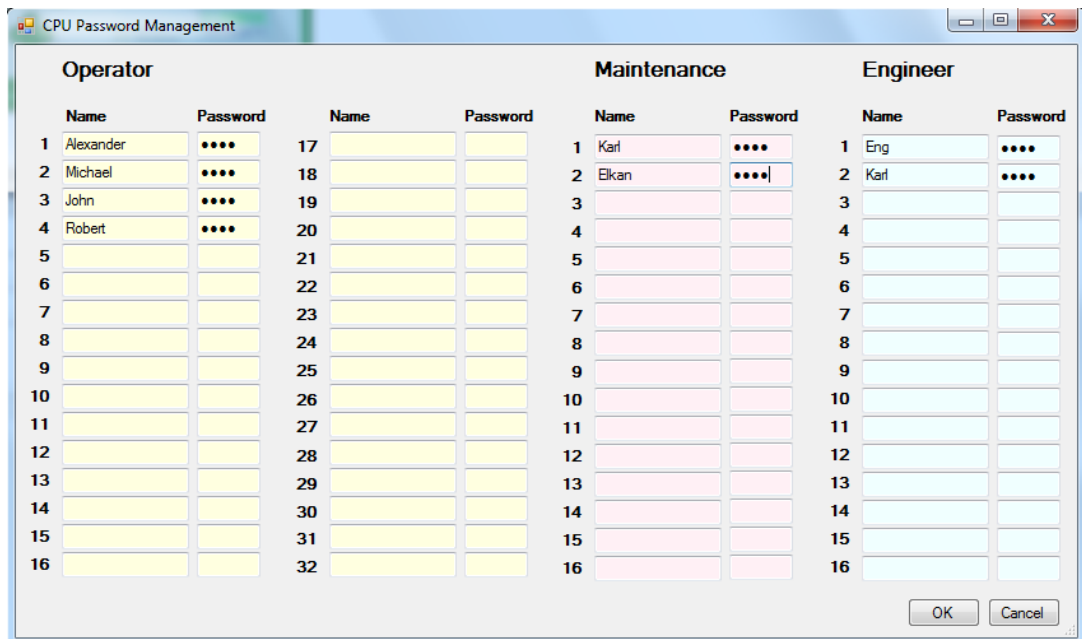 CPU Password Management
Operator Maintenance Engineer
Name Password Name Password Name Password Name Password
1 Alexander •••• 17 1 Karl •••• 1 Eng ••••
2 Michael •••• 18 2 Elkan •••• 2 Karl ••••
3 John •••• 19 3 3
4 Robert •••• 20 4 4
5 21 5 5
6 22 6 6
7 23 7 7
8 24 8 8
9 25 9 9
10 26 10 10
11 27 11 11
12 28 12 12
13 29 13 13
14 30 14 14
15 31 15 15
16 32 16 16
OK Cancel